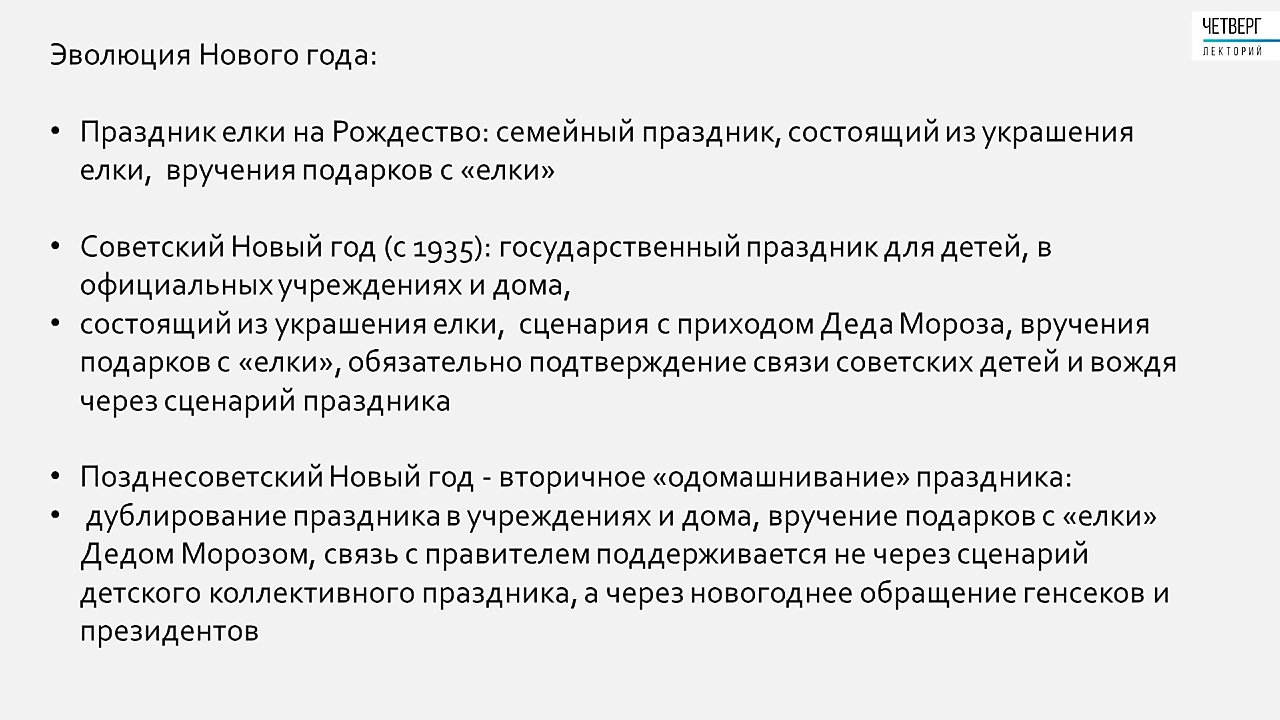 ЧЕТВЕРГ
ЛЕКТОРИЙ
Эволюция Нового года:
• Праздник елки на Рождество: семейный праздник, состоящий из украшения
елки, вручения подарков с «елки»
• Советский Новый год (с 1935): государственный праздник для детей, в
официальных учреждениях и дома,
• состоящий из украшения елки, сценария с приходом Деда Мороза, вручения
подарков с «елки», обязательно подтверждение связи советских детей и вождя
через сценарий праздника
• Позднесоветский Новый год - вторичное «одомашнивание» праздника:
• дублирование праздника в учреждениях и дома, вручение подарков с «елки»
Дедом Морозом, связь с правителем поддерживается не через сценарий
детского коллективного праздника, а через новогоднее обращение генсеков и
президентов